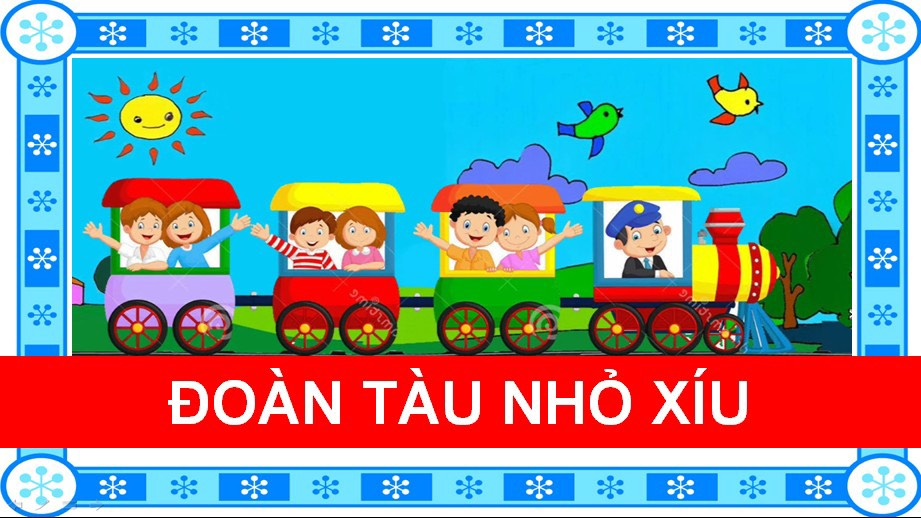 ĐOÀN TÀU NHỎ XÍU